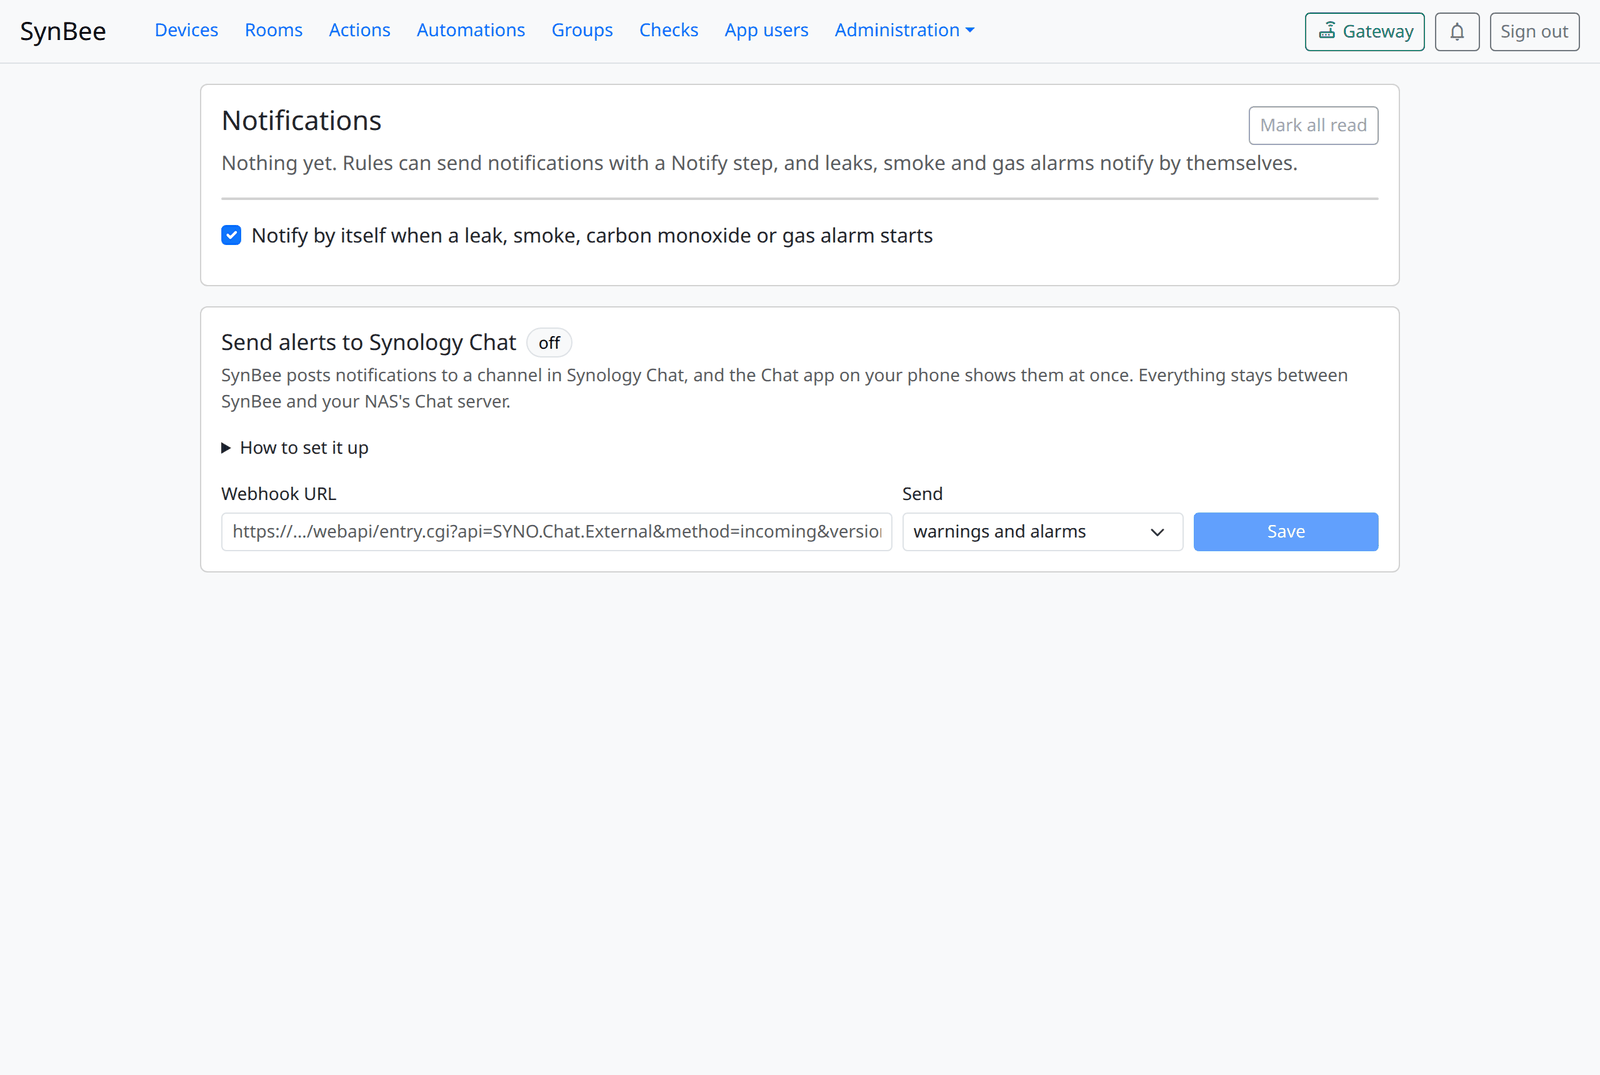 SynBee
Devices
Rooms
Actions
Automations
Groups
Checks
App users
Administration
Gateway
Sign out
Notifications
Mark all read
Nothing yet. Rules can send notifications with a Notify step, and leaks, smoke and gas alarms notify by themselves.
Notify by itself when a leak, smoke, carbon monoxide or gas alarm starts
Send alerts to Synology Chat
off
SynBee posts notifications to a channel in Synology Chat, and the Chat app on your phone shows them at once. Everything stays between
SynBee and your NAS's Chat server.
How to set it up
Webhook URL
Send
https://.../webapi/entry.cgi?api=SYNO.Chat.External&method=incoming&version
warnings and alarms
Save